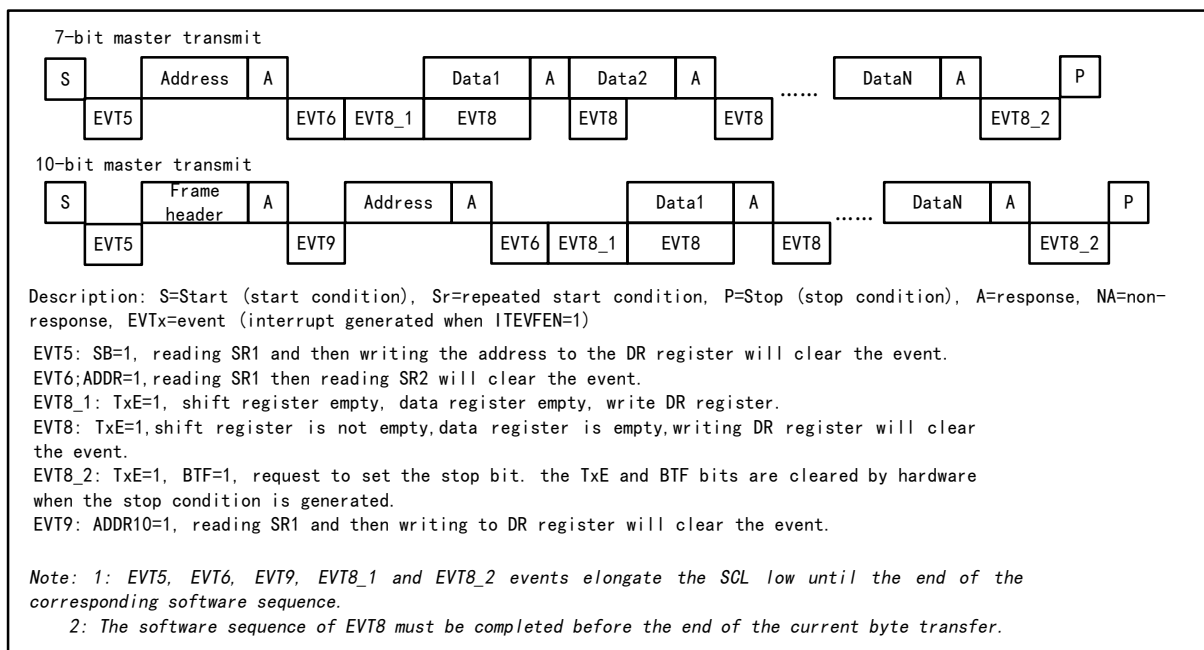 7-bit master transmit
S Address A Data1 A Data2 A …… DataN A P
EVT5 EVT6 EVT8_1 EVT8 EVT8 EVT8 EVT8_2
10-bit master transmit
S Frame header A Address A Data1 A …… DataN A P
EVT5 EVT9 EVT6 EVT8_1 EVT8 EVT8 EVT8_2
Description: S=Start (start condition), Sr=repeated start condition, P=Stop (stop condition), A=response, NA=non-
response, EVTx=event (interrupt generated when ITEVFEN=1)
EVT5: SB=1, reading SR1 and then writing the address to the DR register will clear the event.
EVT6;ADDR=1,reading SR1 then reading SR2 will clear the event.
EVT8_1: TxE=1, shift register empty, data register empty, write DR register.
EVT8: TxE=1,shift register is not empty,data register is empty,writing DR register will clear
the event.
EVT8_2: TxE=1, BTF=1, request to set the stop bit. the TxE and BTF bits are cleared by hardware
when the stop condition is generated.
EVT9: ADDR10=1, reading SR1 and then writing to DR register will clear the event.
Note: 1: EVT5, EVT6, EVT9, EVT8_1 and EVT8_2 events elongate the SCL low until the end of the
corresponding software sequence.
2: The software sequence of EVT8 must be completed before the end of the current byte transfer.